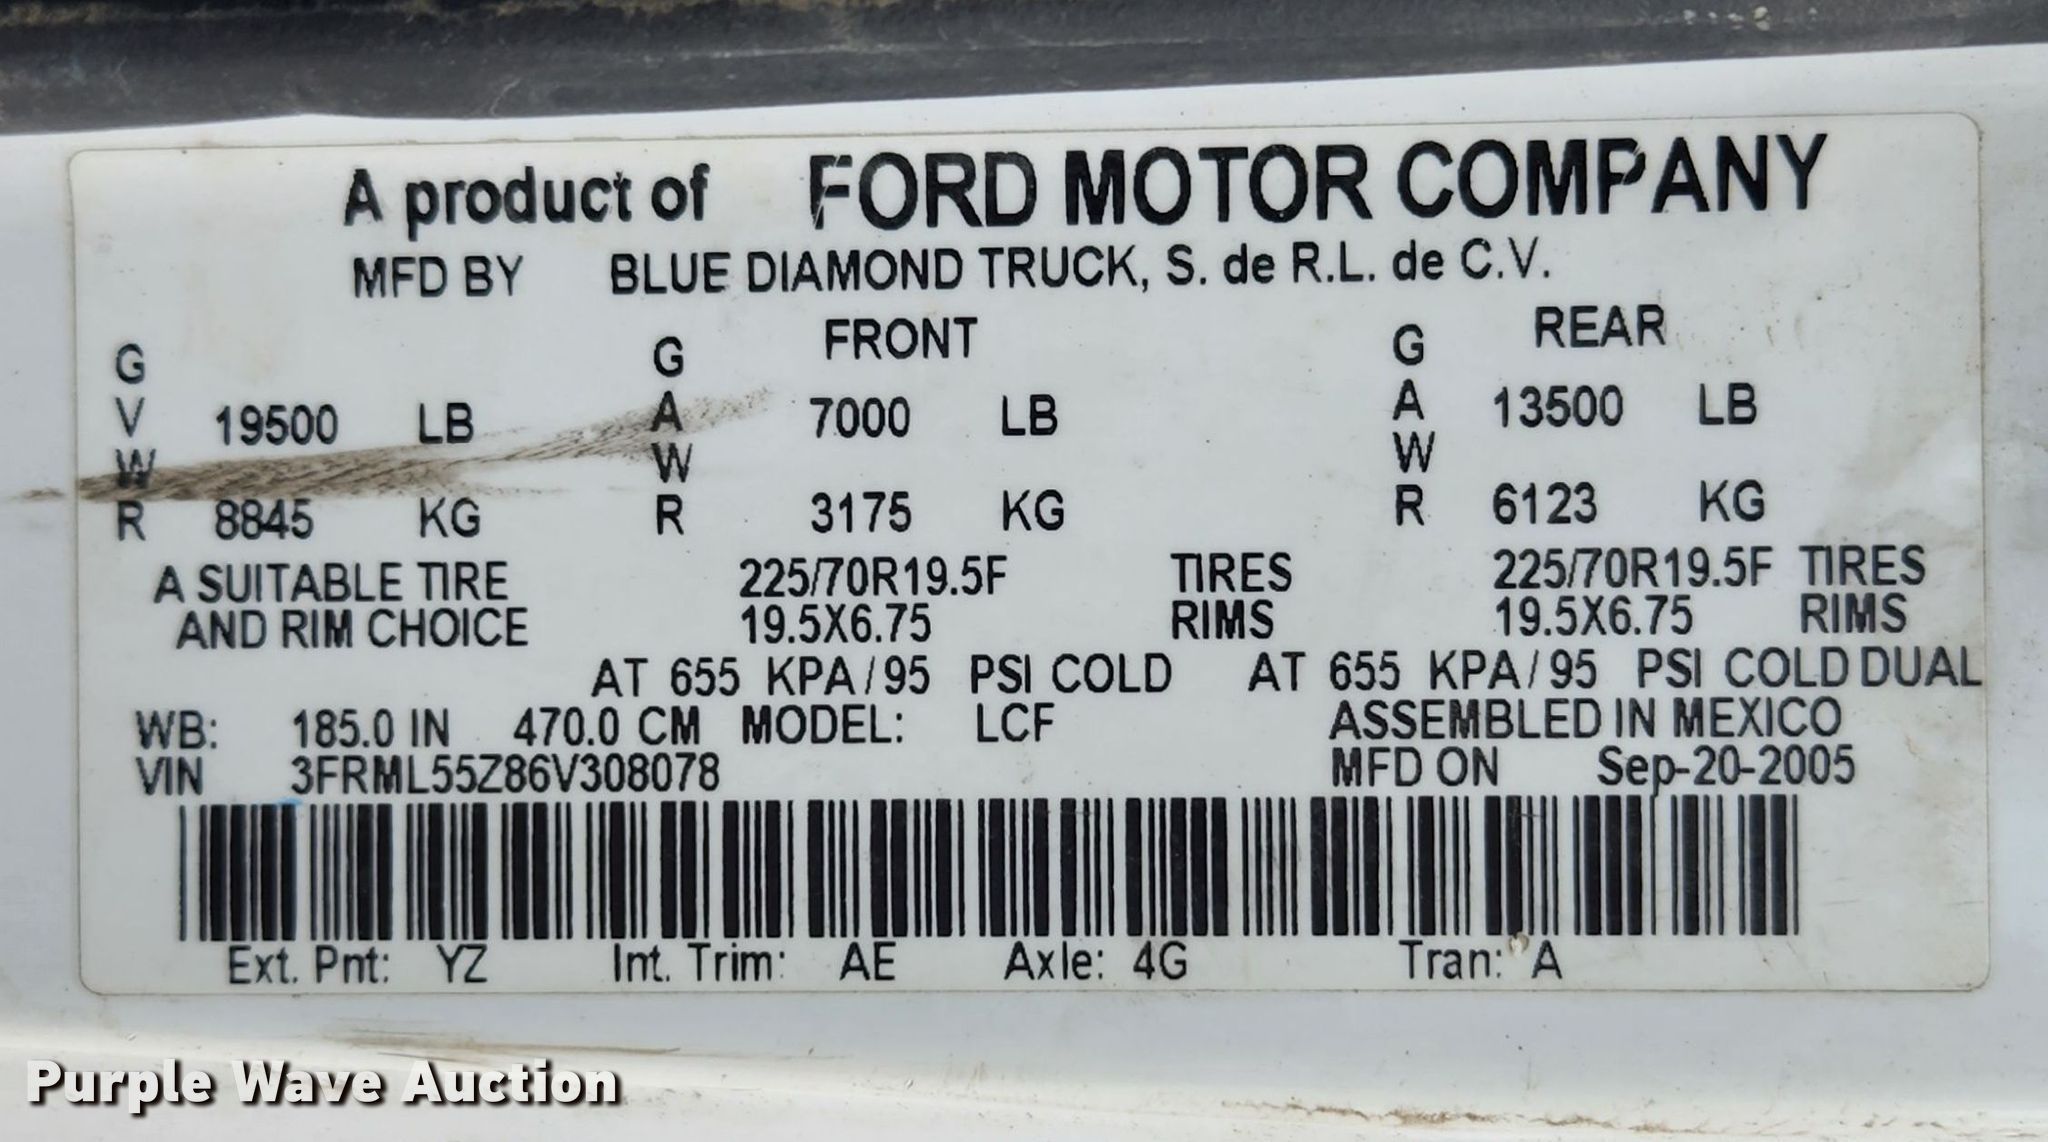 A product of FORD MOTOR COMPANY
MFD BY BLUE DIAMOND TRUCK, S. de R.L. de C.V.
GVWR 19500 LB 8845 KG
GAWR FRONT 7000 LB 3175 KG
GAWR REAR 13500 LB 6123 KG
A SUITABLE TIRE 225/70R19.5F TIRES 225/70R19.5F TIRES
AND RIM CHOICE 19.5X6.75 RIMS 19.5X6.75 RIMS
AT 655 KPA/95 PSI COLD AT 655 KPA/95 PSI COLD DUAL
WB: 185.0 IN 470.0 CM MODEL: LCF ASSEMBLED IN MEXICO
VIN 3FRML55Z86V308078 MFD ON Sep-20-2005
Ext. Pnt: YZ Int. Trim: AE Axle: 4G Tran: A
Purple Wave Auction